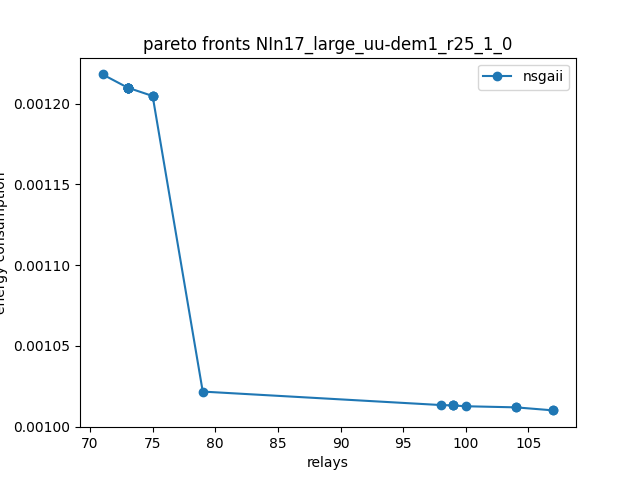 pareto fronts NIn17_large_uu-dem1_r25_1_0
nsgaii
0.00120
0.00115
0.00110
0.00105
0.00100
energy consumption
70 75 80 85 90 95 100 105
relays